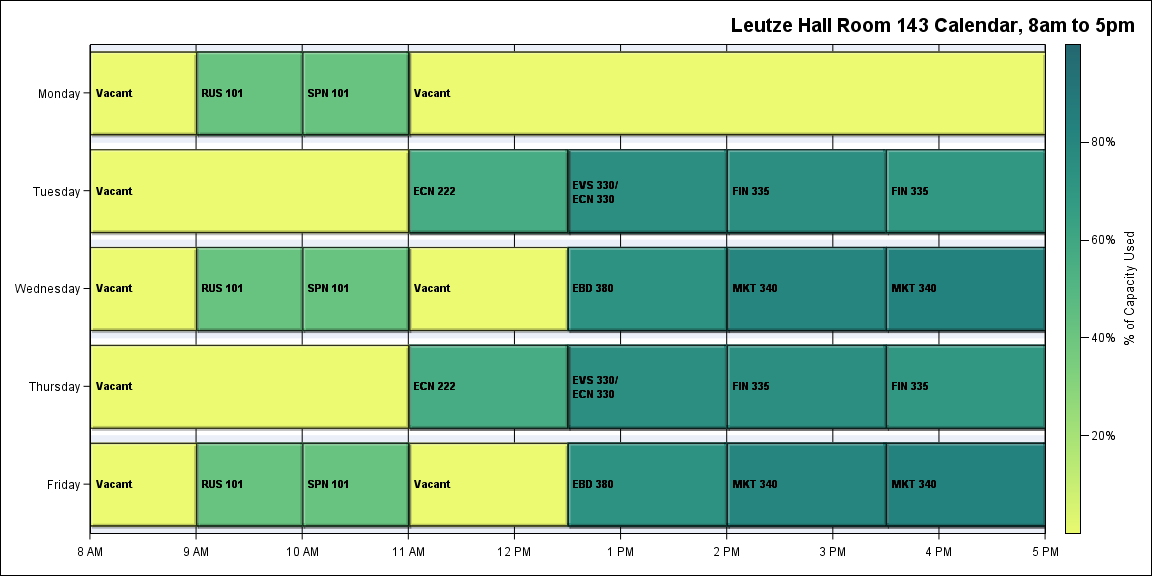 Leutze Hall Room 143 Calendar, 8am to 5pm
Monday
Vacant
RUS 101
SPN 101
Vacant
Tuesday
Vacant
ECN 222
EVS 330/
ECN 330
FIN 335
FIN 335
Wednesday
Vacant
RUS 101
SPN 101
Vacant
EBD 380
MKT 340
MKT 340
Thursday
Vacant
ECN 222
EVS 330/
ECN 330
FIN 335
FIN 335
Friday
Vacant
RUS 101
SPN 101
Vacant
EBD 380
MKT 340
MKT 340
8 AM
9 AM
10 AM
11 AM
12 PM
1 PM
2 PM
3 PM
4 PM
5 PM
80%
60%
40%
20%
% of Capacity Used